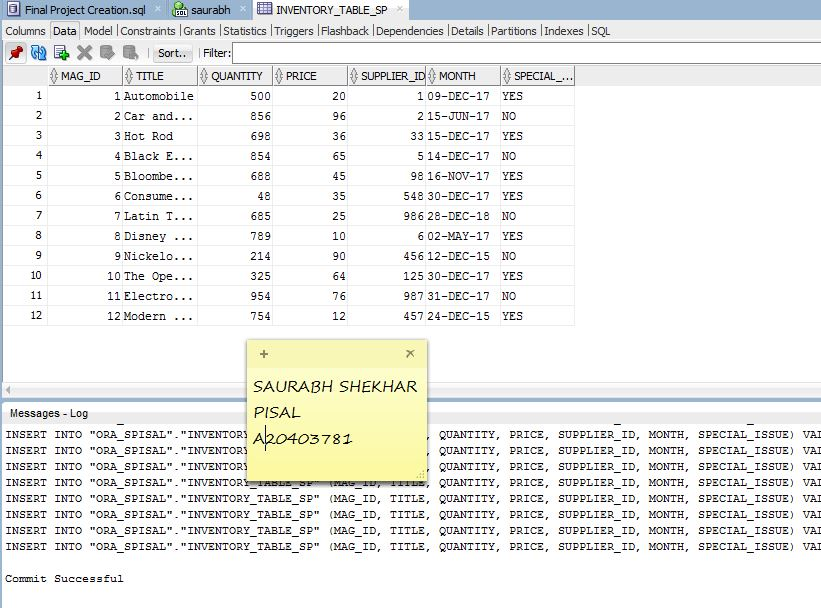 Final Project Creation.sql saurabh INVENTORY_TABLE_SP
Columns Data Model Constraints Grants Statistics Triggers Flashback Dependencies Details Partitions Indexes SQL
Sort.. Filter:
MAG_ID TITLE QUANTITY PRICE SUPPLIER_ID MONTH SPECIAL_...
1 1 Automobile 500 20 1 09-DEC-17 YES
2 2 Car and... 856 96 2 15-JUN-17 NO
3 3 Hot Rod 698 36 33 15-DEC-17 YES
4 4 Black E... 854 65 5 14-DEC-17 NO
5 5 Bloombe... 688 45 98 16-NOV-17 YES
6 6 Consume... 48 35 548 30-DEC-17 YES
7 7 Latin T... 685 25 986 28-DEC-18 NO
8 8 Disney ... 789 10 6 02-MAY-17 YES
9 9 Nickelo... 214 90 456 12-DEC-15 NO
10 10 The Ope... 325 64 125 30-DEC-17 YES
11 11 Electro... 954 76 987 31-DEC-17 NO
12 12 Modern ... 754 12 457 24-DEC-15 YES
SAURABH SHEKHAR
PISAL
A20403781
Messages - Log
INSERT INTO "ORA_SPISAL"."INVENTORY QUANTITY, PRICE, SUPPLIER_ID, MONTH, SPECIAL_ISSUE) VAL
INSERT INTO "ORA_SPISAL"."INVENTORY QUANTITY, PRICE, SUPPLIER_ID, MONTH, SPECIAL_ISSUE) VAL
INSERT INTO "ORA_SPISAL"."INVENTORY QUANTITY, PRICE, SUPPLIER_ID, MONTH, SPECIAL_ISSUE) VAL
INSERT INTO "ORA_SPISAL"."INVENTORY_TABLE_SP" (MAG_ID, TITLE, QUANTITY, PRICE, SUPPLIER_ID, MONTH, SPECIAL_ISSUE) VAL
INSERT INTO "ORA_SPISAL"."INVENTORY_TABLE_SP" (MAG_ID, TITLE, QUANTITY, PRICE, SUPPLIER_ID, MONTH, SPECIAL_ISSUE) VAL
INSERT INTO "ORA_SPISAL"."INVENTORY_TABLE_SP" (MAG_ID, TITLE, QUANTITY, PRICE, SUPPLIER_ID, MONTH, SPECIAL_ISSUE) VAL
INSERT INTO "ORA_SPISAL"."INVENTORY_TABLE_SP" (MAG_ID, TITLE, QUANTITY, PRICE, SUPPLIER_ID, MONTH, SPECIAL_ISSUE) VAL
INSERT INTO "ORA_SPISAL"."INVENTORY_TABLE_SP" (MAG_ID, TITLE, QUANTITY, PRICE, SUPPLIER_ID, MONTH, SPECIAL_ISSUE) VAL
Commit Successful